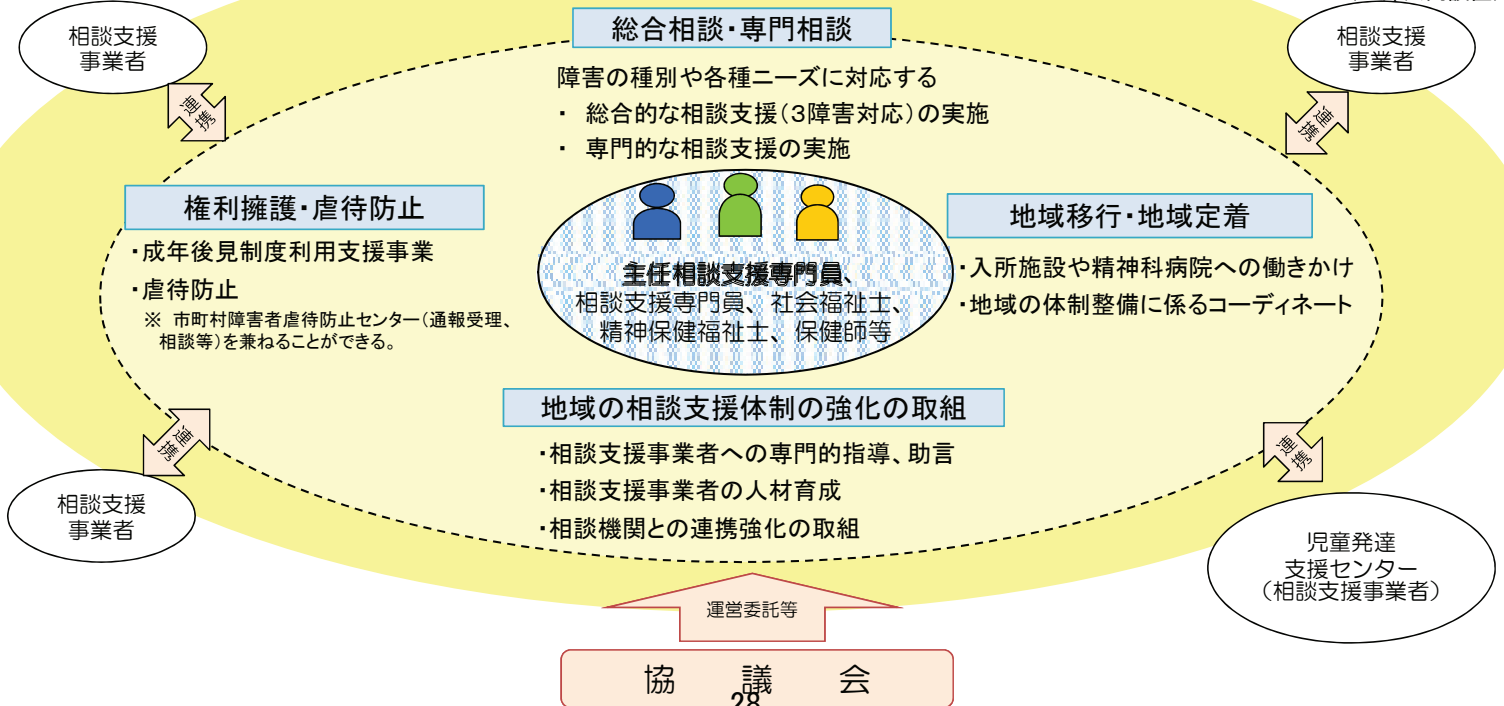 相談支援
事業者
総合相談・専門相談
相談支援
事業者
連携
障害の種別や各種ニーズに対応する
・ 総合的な相談支援(3障害対応)の実施
・ 専門的な相談支援の実施
連携
権利擁護・虐待防止
・成年後見制度利用支援事業
・虐待防止
※ 市町村障害者虐待防止センター(通報受理、
相談等)を兼ねることができる。
主任相談支援専門員、
相談支援専門員、社会福祉士、
精神保健福祉士、保健師等
地域移行・地域定着
・入所施設や精神科病院への働きかけ
・地域の体制整備に係るコーディネート
地域の相談支援体制の強化の取組
・相談支援事業者への専門的指導、助言
・相談支援事業者の人材育成
・相談機関との連携強化の取組
連携
相談支援
事業者
連携
児童発達
支援センター
(相談支援事業者)
運営委託等
協 議 会
28